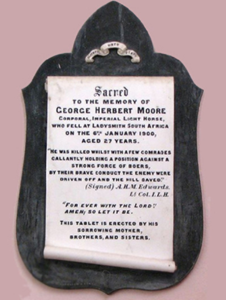 Sacred
TO THE MEMORY OF
GEORGE HERBERT MOORE
CORPORAL, IMPERIAL LIGHT HORSE,
WHO FELL AT LADYSMITH SOUTH AFRICA
ON THE 6TH JANUARY 1900,
AGED 27 YEARS.
"HE WAS KILLED WHILST WITH A FEW COMRADES
GALLANTLY HOLDING A POSITION AGAINST A
STRONG FORCE OF BOERS,
BY THEIR BRAVE CONDUCT THE ENEMY WERE
DRIVEN OFF AND THE HILL SAVED."
(Signed) A.H.M. Edwards.
Lt Col. I.L.H.
"FOR EVER WITH THE LORD"
AMEN; SO LET IT BE.
THIS TABLET IS ERECTED BY HIS
SORROWING MOTHER,
BROTHERS, AND SISTERS.